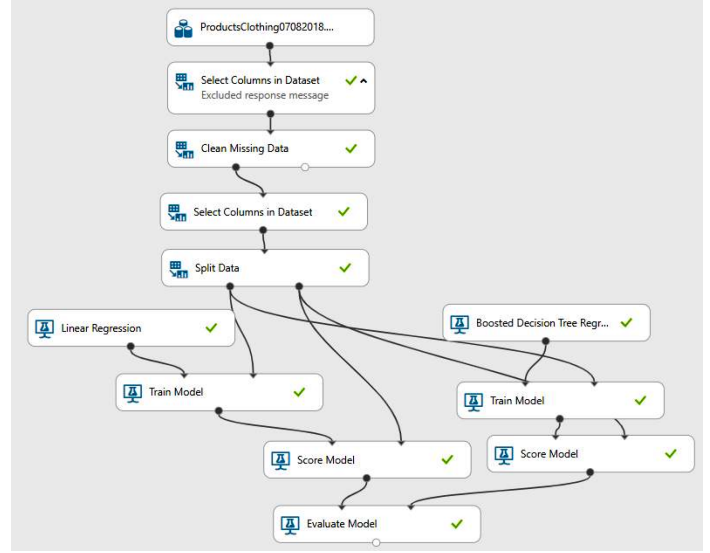 ProductsClothing07082018....
Select Columns in Dataset
Excluded response message
Clean Missing Data
Select Columns in Dataset
Split Data
Linear Regression
Boosted Decision Tree Regr...
Train Model
Train Model
Score Model
Score Model
Evaluate Model